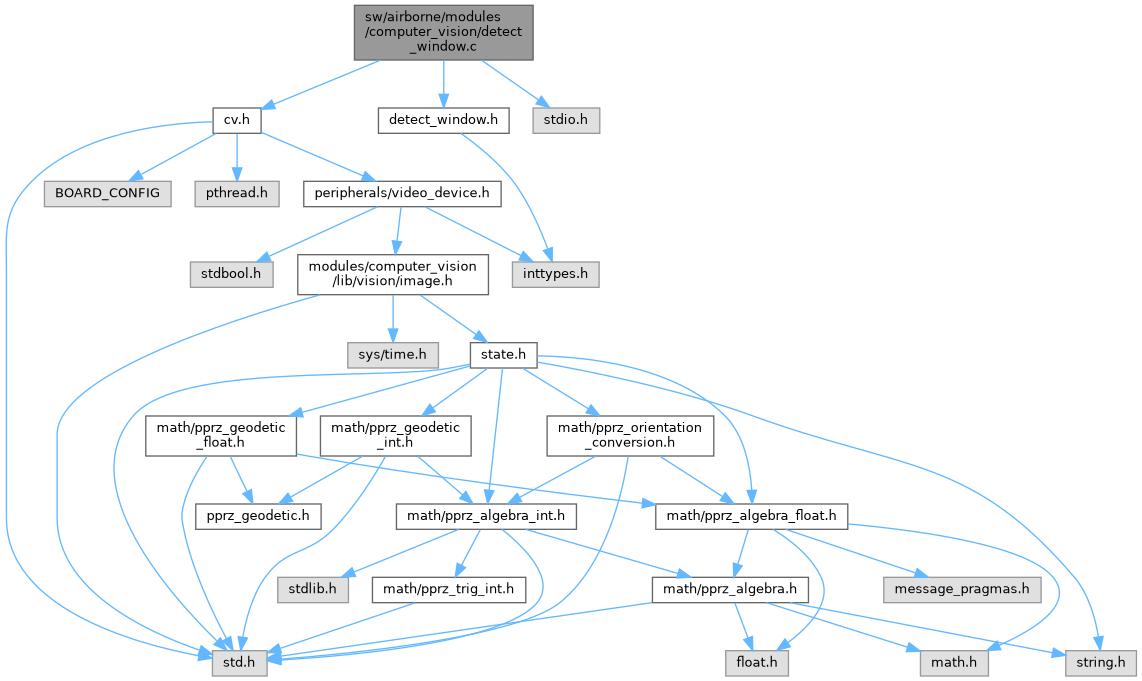 sw/airborne/modules
/computer_vision/detect
_window.c
cv.h
detect_window.h
stdio.h
BOARD_CONFIG
pthread.h
peripherals/video_device.h
stdbool.h
modules/computer_vision
/lib/vision/image.h
inttypes.h
sys/time.h
state.h
math/pprz_geodetic
_float.h
math/pprz_geodetic
_int.h
math/pprz_orientation
_conversion.h
pprz_geodetic.h
math/pprz_algebra_int.h
math/pprz_algebra_float.h
stdlib.h
math/pprz_trig_int.h
math/pprz_algebra.h
message_pragmas.h
std.h
float.h
math.h
string.h